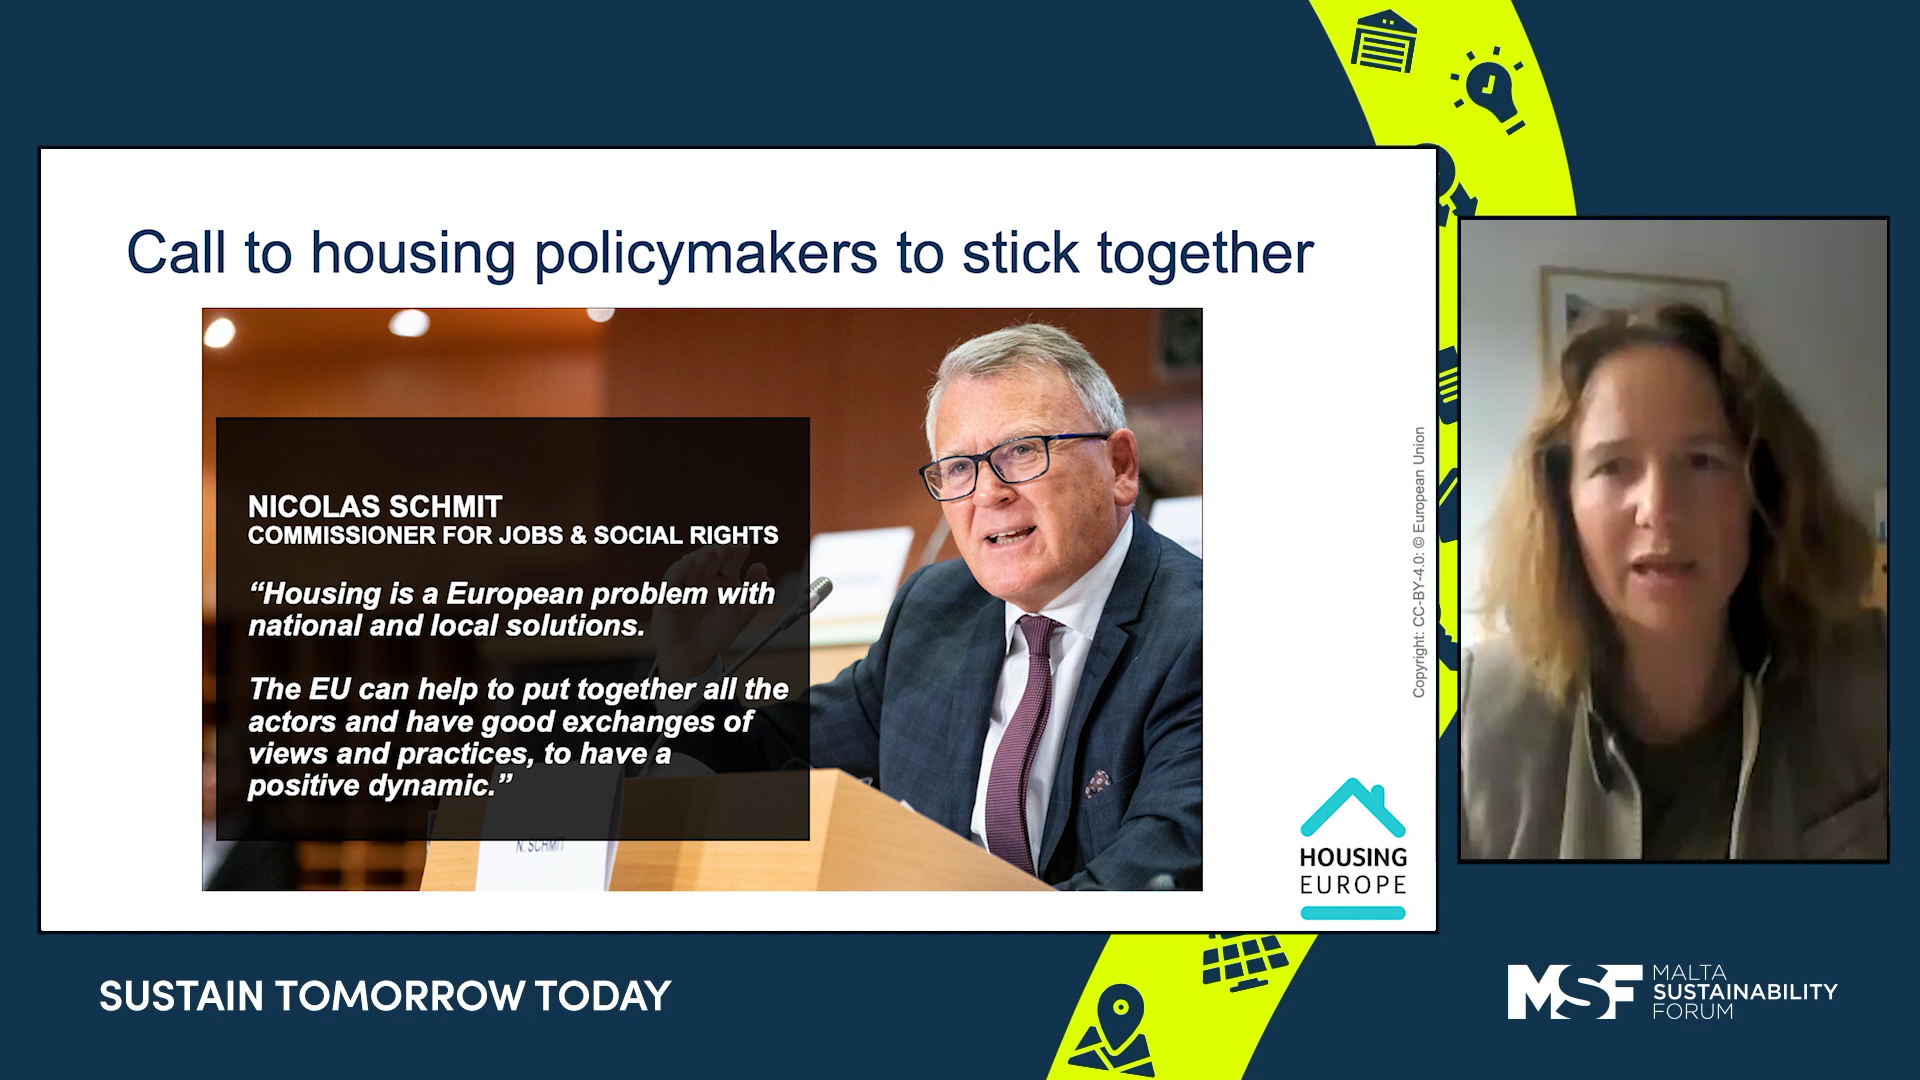 Call to housing policymakers to stick together
NICOLAS SCHMIT
COMMISSIONER FOR JOBS & SOCIAL RIGHTS
“Housing is a European problem with
national and local solutions.
The EU can help to put together all the
actors and have good exchanges of
views and practices, to have a
positive dynamic.”
N. SCHMIT
Copyright: CC-BY-4.0: © European Union
HOUSING
EUROPE
SUSTAIN TOMORROW TODAY
MSF
MALTA
SUSTAINABILITY
FORUM